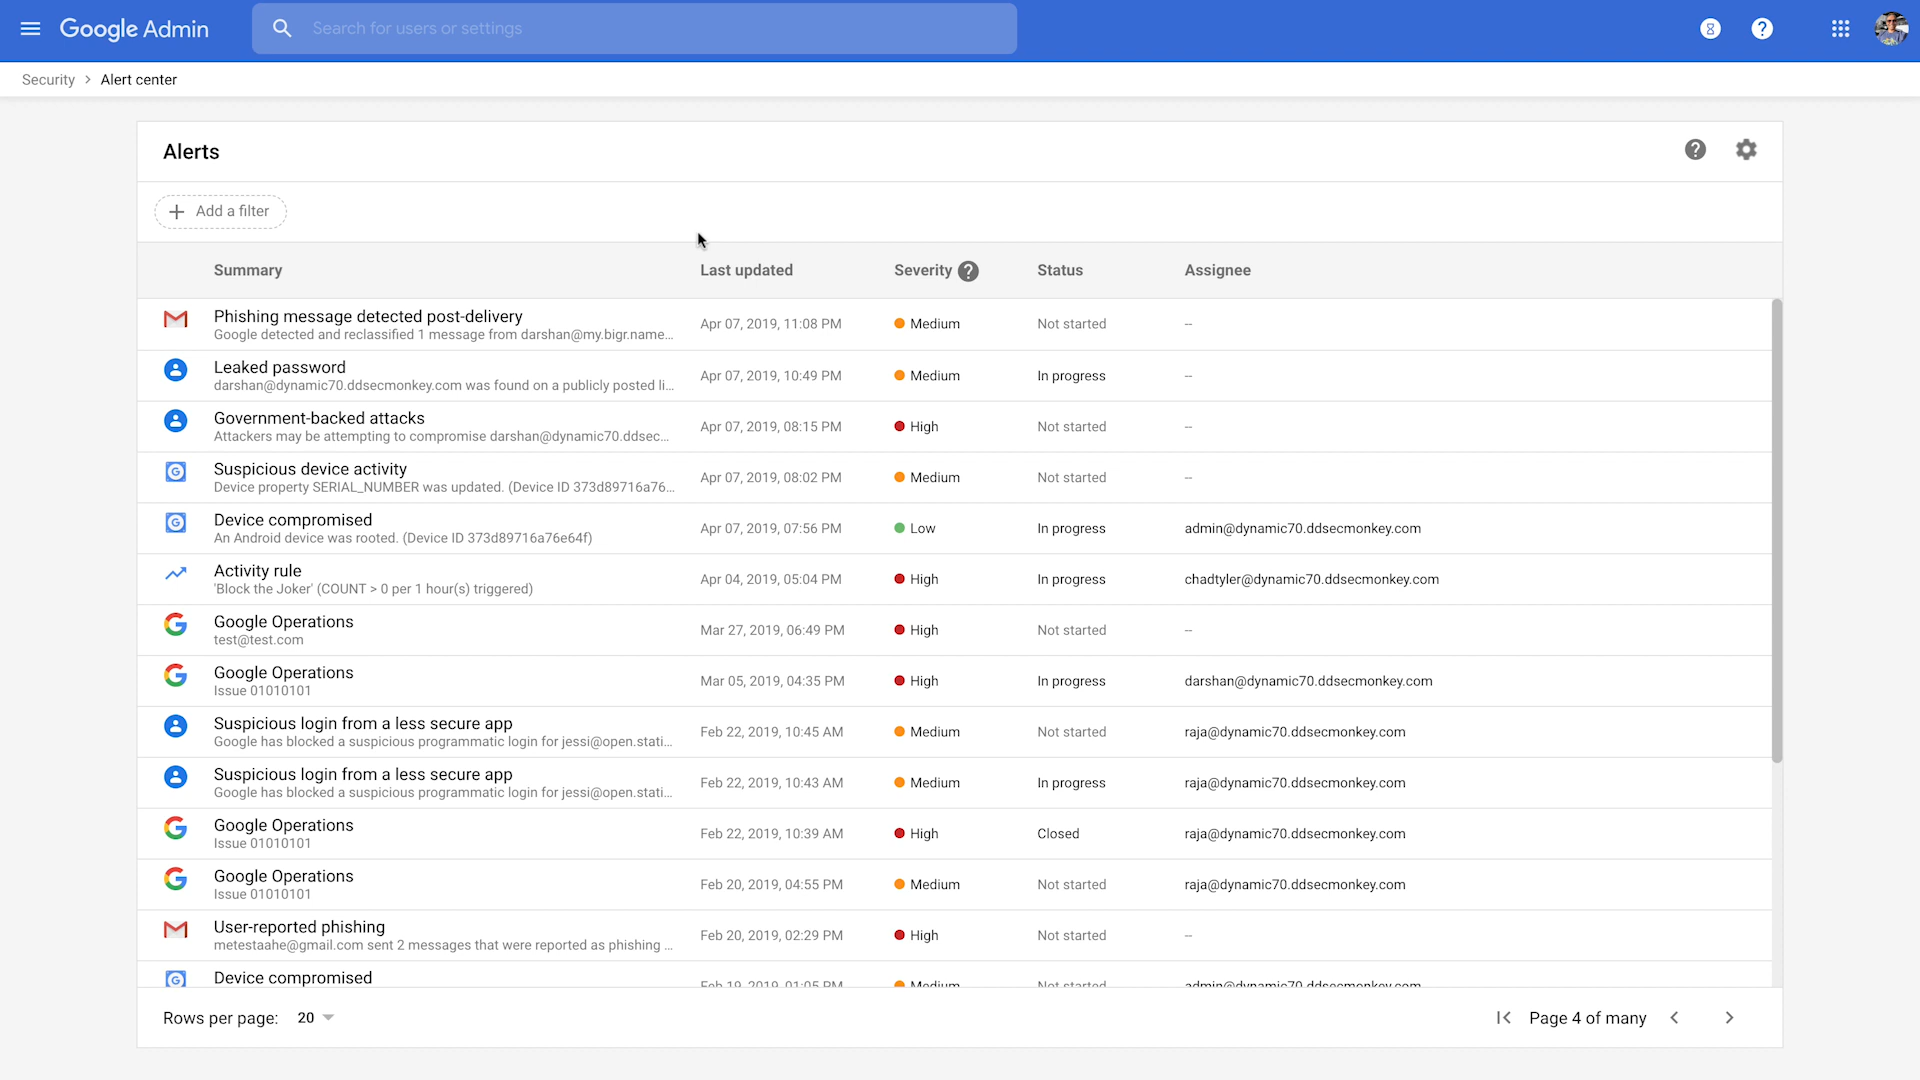 Google Admin
Search for users or settings
Security > Alert center
Alerts
Add a filter
Summary Last updated Severity Status Assignee
Phishing message detected post-delivery
Google detected and reclassified 1 message from darshan@my.bigr.name...
Apr 07, 2019, 11:08 PM Medium Not started --
Leaked password
darshan@dynamic70.ddsecmonkey.com was found on a publicly posted li...
Apr 07, 2019, 10:49 PM Medium In progress --
Government-backed attacks
Attackers may be attempting to compromise darshan@dynamic70.ddsec...
Apr 07, 2019, 08:15 PM High Not started --
Suspicious device activity
Device property SERIAL_NUMBER was updated. (Device ID 373d89716a76...
Apr 07, 2019, 08:02 PM Medium Not started --
Device compromised
An Android device was rooted. (Device ID 373d89716a76e64f)
Apr 07, 2019, 07:56 PM Low In progress admin@dynamic70.ddsecmonkey.com
Activity rule
'Block the Joker' (COUNT > 0 per 1 hour(s) triggered)
Apr 04, 2019, 05:04 PM High In progress chadtyler@dynamic70.ddsecmonkey.com
Google Operations
test@test.com
Mar 27, 2019, 06:49 PM High Not started --
Google Operations
Issue 01010101
Mar 05, 2019, 04:35 PM High In progress darshan@dynamic70.ddsecmonkey.com
Suspicious login from a less secure app
Google has blocked a suspicious programmatic login for jessi@open.stati...
Feb 22, 2019, 10:45 AM Medium Not started raja@dynamic70.ddsecmonkey.com
Suspicious login from a less secure app
Google has blocked a suspicious programmatic login for jessi@open.stati...
Feb 22, 2019, 10:43 AM Medium In progress raja@dynamic70.ddsecmonkey.com
Google Operations
Issue 01010101
Feb 22, 2019, 10:39 AM High Closed raja@dynamic70.ddsecmonkey.com
Google Operations
Issue 01010101
Feb 20, 2019, 04:55 PM Medium Not started raja@dynamic70.ddsecmonkey.com
User-reported phishing
metestaahe@gmail.com sent 2 messages that were reported as phishing ...
Feb 20, 2019, 02:29 PM High Not started --
Device compromised
Feb 19, 2019, 01:05 PM Medium Not started admin@dynamic70.ddsecmonkey.com
Rows per page: 20
Page 4 of many